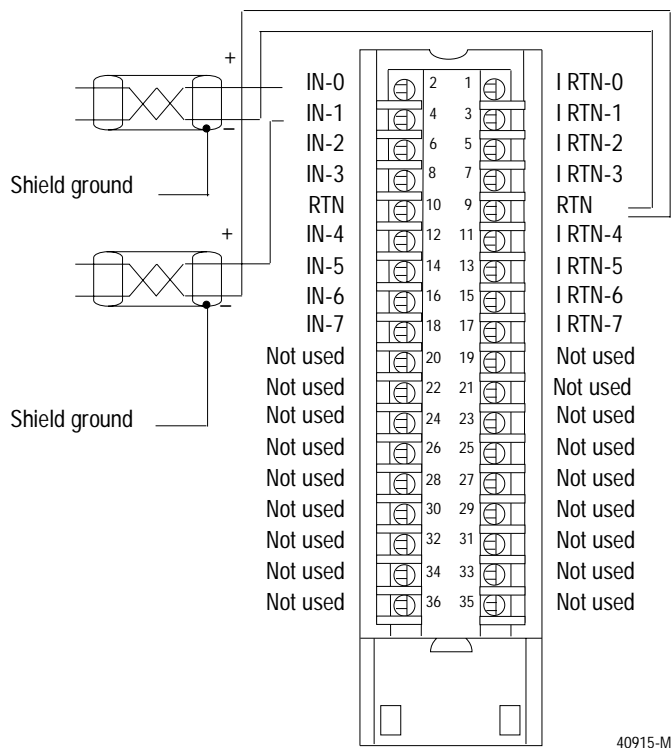 +
IN-0 2 1 I RTN-0
IN-1 4 3 I RTN-1
–
IN-2 6 5 I RTN-2
IN-3 8 7 I RTN-3
Shield ground
RTN 10 9 RTN
+
IN-4 12 11 I RTN-4
IN-5 14 13 I RTN-5
IN-6 16 15 I RTN-6
–
IN-7 18 17 I RTN-7
Not used 20 19 Not used
Not used 22 21 Not used
Not used 24 23 Not used
Shield ground
Not used 26 25 Not used
Not used 28 27 Not used
Not used 30 29 Not used
Not used 32 31 Not used
Not used 34 33 Not used
Not used 36 35 Not used
40915-M